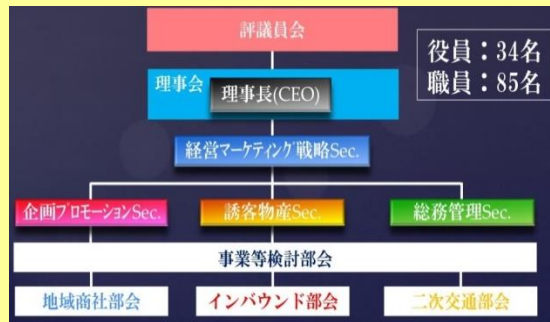 評議員会
役員：34名
職員：85名
理事会
理事長(CEO)
経営マーケティング戦略Sec.
企画プロモーションSec.
誘客物産Sec.
総務管理Sec.
事業等検討部会
地域商社部会
インバウンド部会
二次交通部会